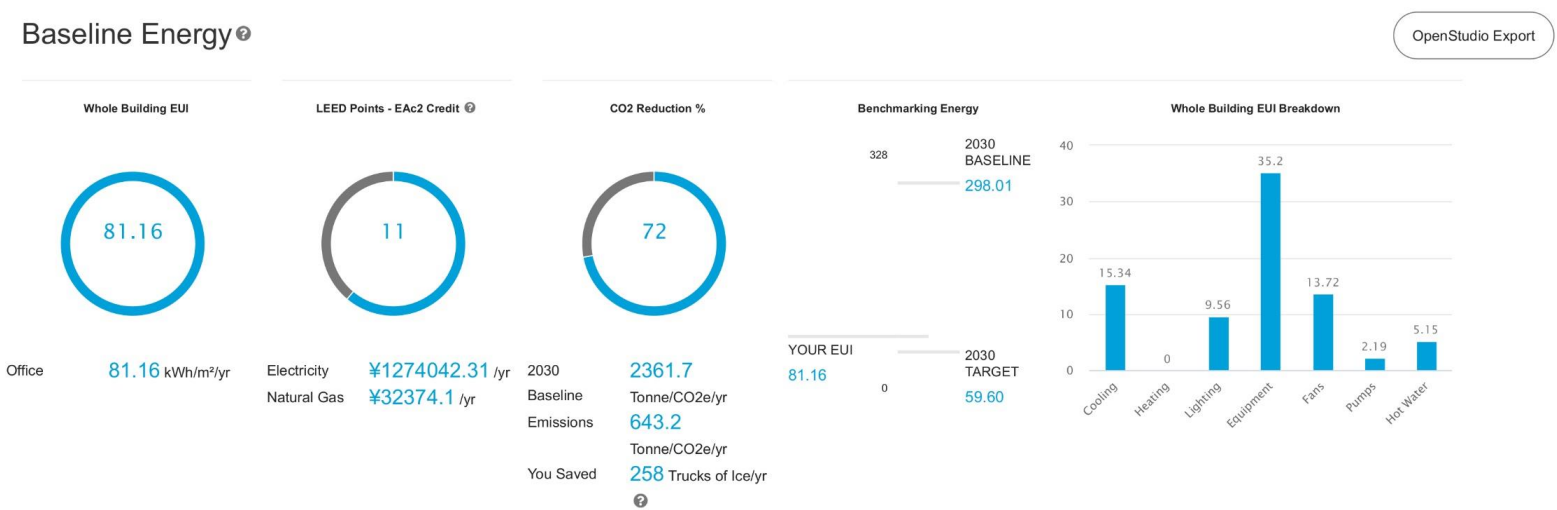 Baseline Energy
OpenStudio Export
Whole Building EUI
81.16
Office 81.16 kWh/m²/yr
LEED Points - EAc2 Credit
11
Electricity ¥1274042.31 /yr
Natural Gas ¥32374.1 /yr
CO2 Reduction %
72
2030 2361.7
Baseline Tonne/CO2e/yr
Emissions 643.2
Tonne/CO2e/yr
You Saved 258 Trucks of Ice/yr
Benchmarking Energy
328
2030
BASELINE
298.01
YOUR EUI
81.16
0
2030
TARGET
59.60
Whole Building EUI Breakdown
40
30
20
10
0
15.34
0
9.56
35.2
13.72
2.19
5.15
Cooling
Heating
Lighting
Equipment
Fans
Pumps
Hot Water